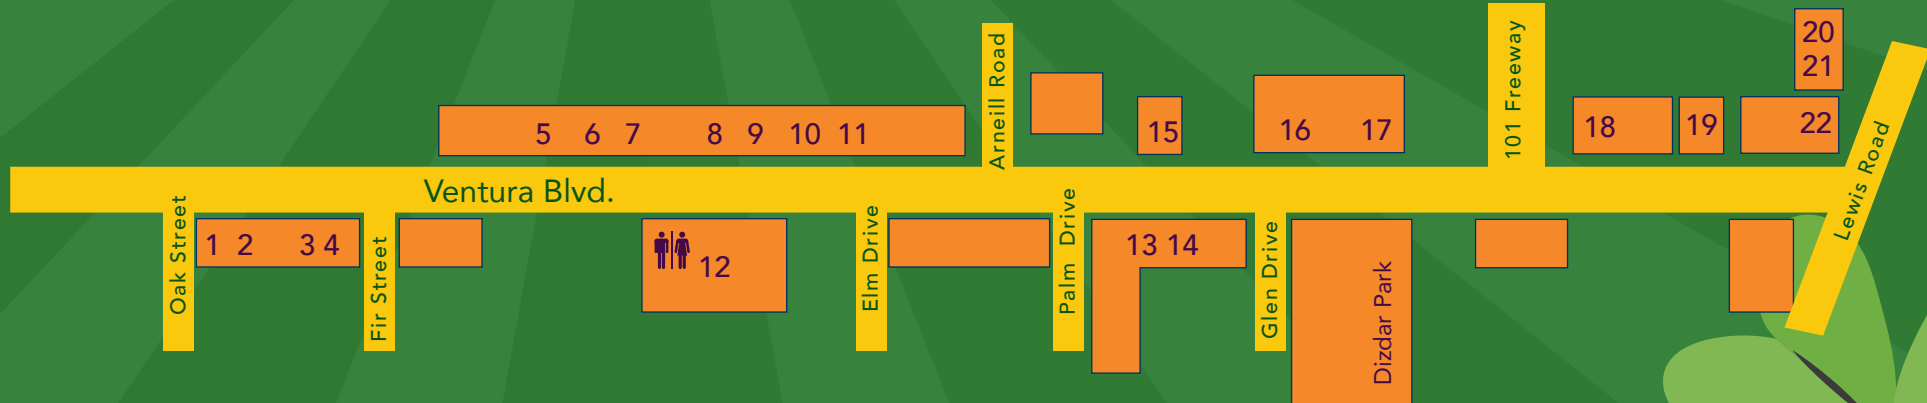 20
21
Arneill Road
101 Freeway
5 6 7 8 9 10 11
15
16 17
18
19
22
Ventura Blvd.
Lewis Road
Oak Street
1 2 3 4
Fir Street
12
Elm Drive
Palm Drive
13 14
Glen Drive
Dizdar Park